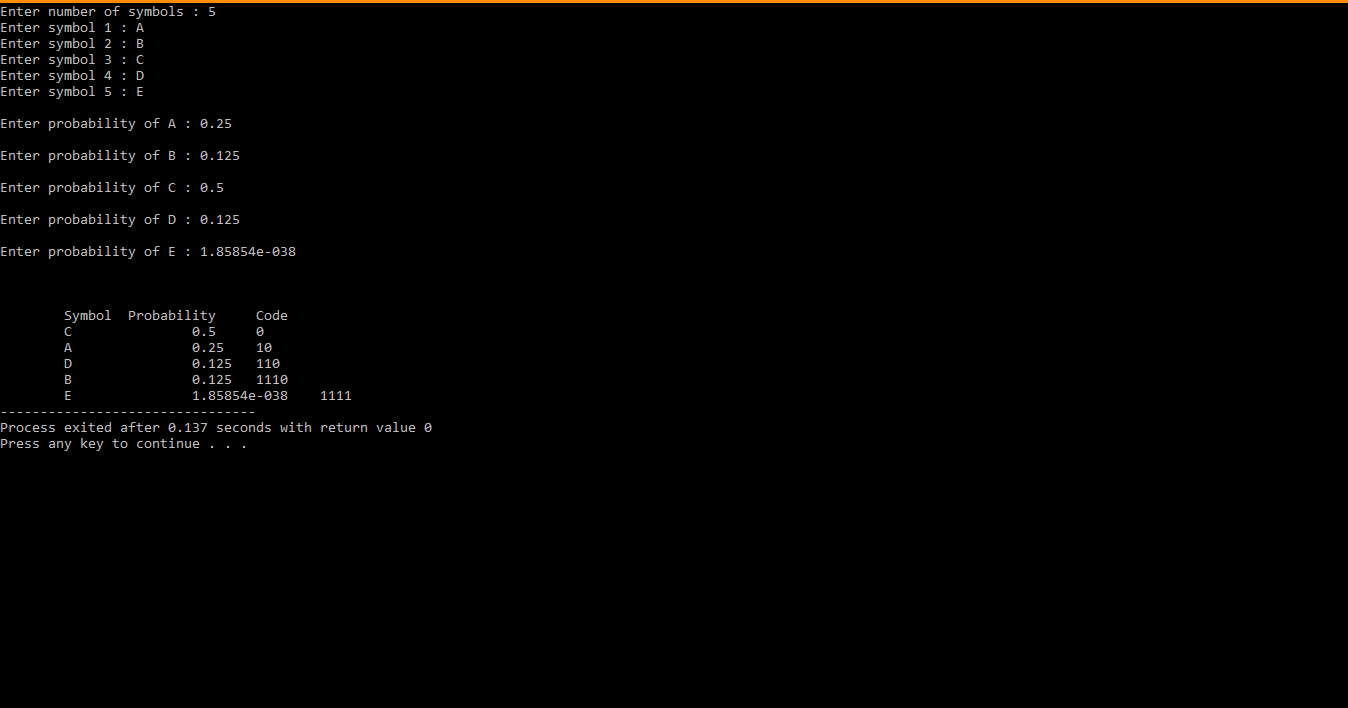 Enter number of symbols : 5
Enter symbol 1 : A
Enter symbol 2 : B
Enter symbol 3 : C
Enter symbol 4 : D
Enter symbol 5 : E
Enter probability of A : 0.25
Enter probability of B : 0.125
Enter probability of C : 0.5
Enter probability of D : 0.125
Enter probability of E : 1.85854e-038
Symbol Probability Code
C 0.5 0
A 0.25 10
D 0.125 110
B 0.125 1110
E 1.85854e-038 1111
--------------------------------
Process exited after 0.137 seconds with return value 0
Press any key to continue . . .